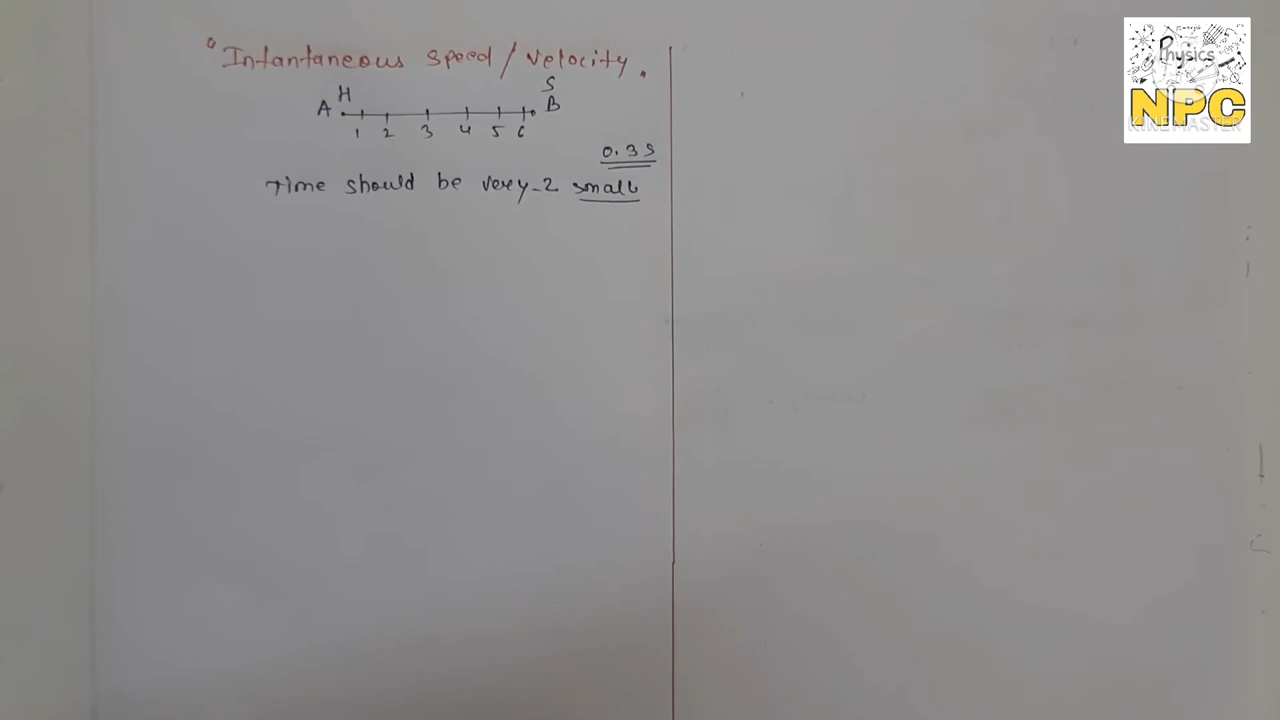 Intantaneous speed / velocity.
H S
A B
1 2 3 4 5 6
0.3 S
Time should be very-2 small
Physics
NPC
KINEMASTER